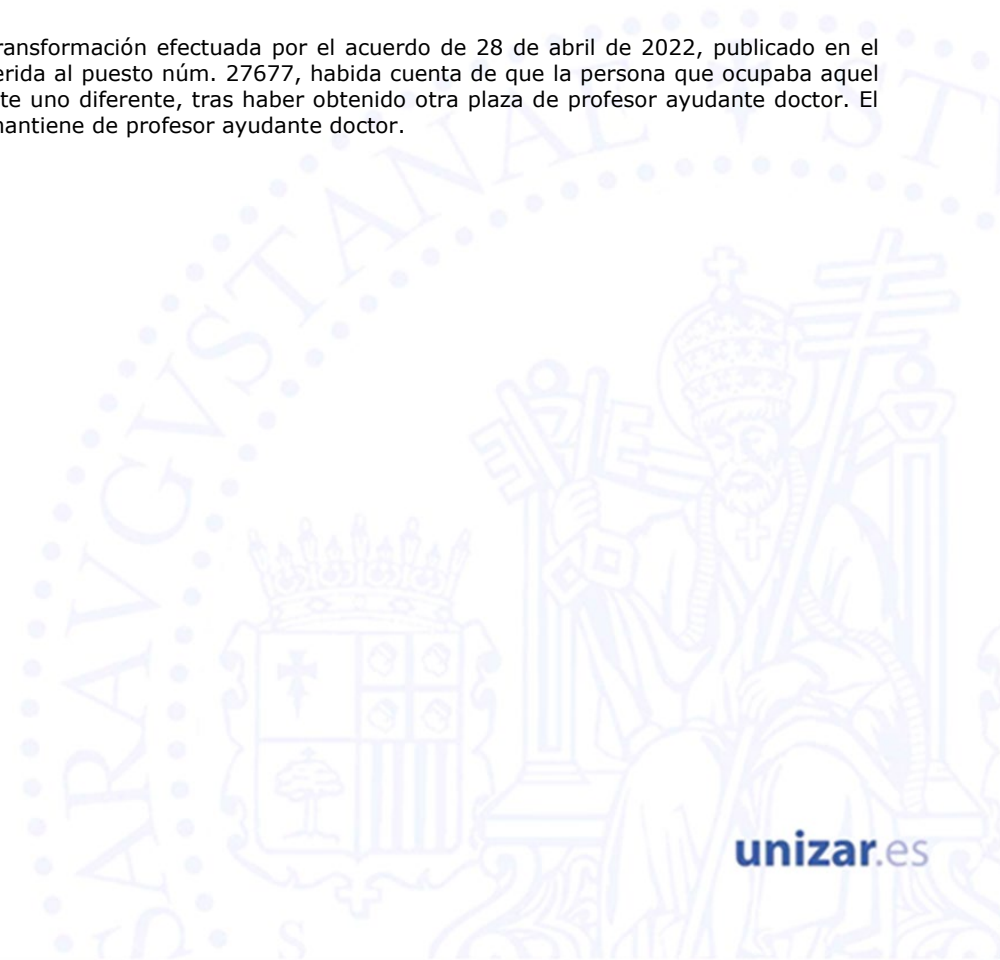 ransformación efectuada por el acuerdo de 28 de abril de 2022, publicado en el
erida al puesto núm. 27677, habida cuenta de que la persona que ocupaba aquel
te uno diferente, tras haber obtenido otra plaza de profesor ayudante doctor. El
mantiene de profesor ayudante doctor.
SARAVGVSTANAE ST
S
unizar.es